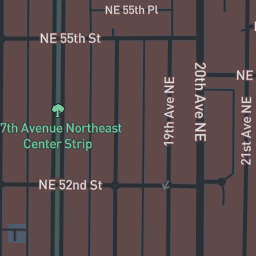 NE 55th Pl
NE 55th St
NE
20th Ave NE
19th Ave NE
21st Ave NE
7th Avenue Northeast
Center Strip
NE 52nd St